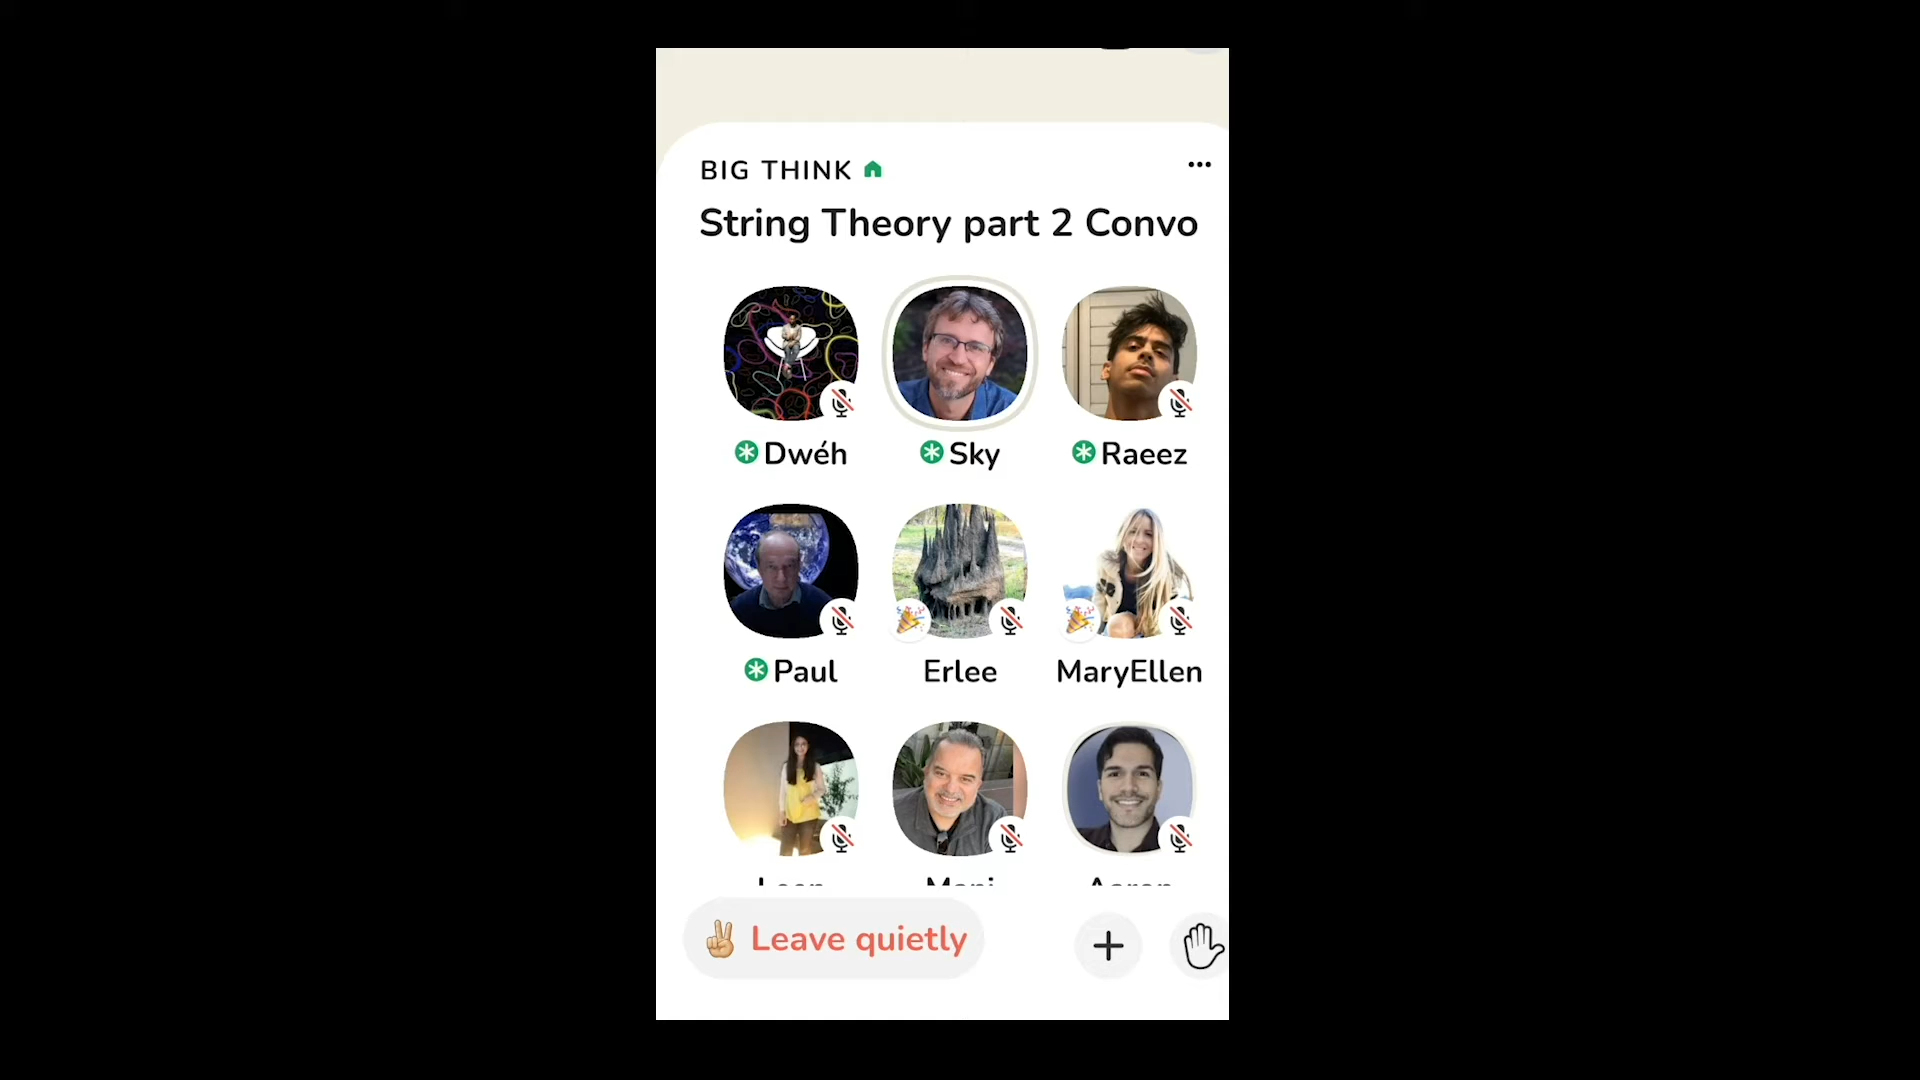 BIG THINK
String Theory part 2 Convo
Dwéh
Sky
Raeez
Paul
Erlee
MaryEllen
Leave quietly